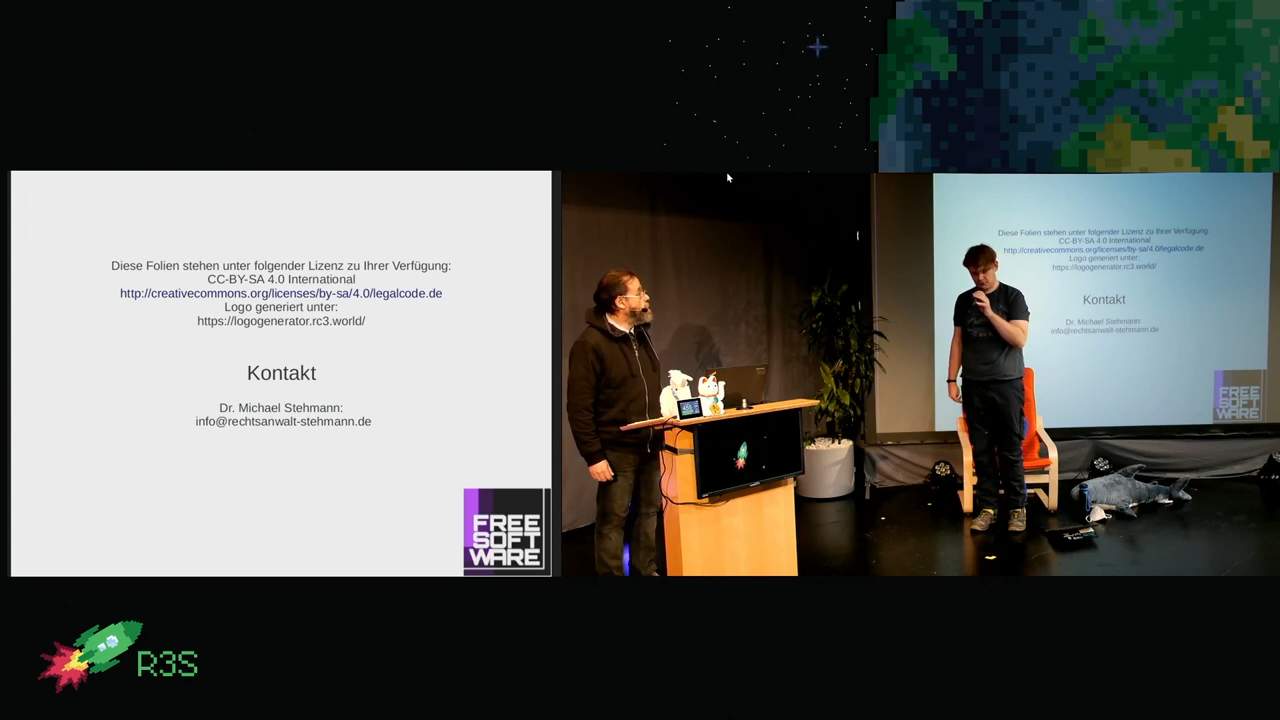 Diese Folien stehen unter folgender Lizenz zu Ihrer Verfügung:
CC-BY-SA 4.0 International
http://creativecommons.org/licenses/by-sa/4.0/legalcode.de
Logo generiert unter:
https://logogenerator.rc3.world/
Kontakt
Dr. Michael Stehmann:
info@rechtsanwalt-stehmann.de
FREE
SOFT
WARE
Diese Folien stehen unter folgender Lizenz zu Ihrer Verfügung:
CC-BY-SA 4.0 International
http://creativecommons.org/licenses/by-sa/4.0/legalcode.de
Logo generiert unter:
https://logogenerator.rc3.world/
Kontakt
Dr. Michael Stehmann:
info@rechtsanwalt-stehmann.de
FREE
SOFT
WARE
R3S